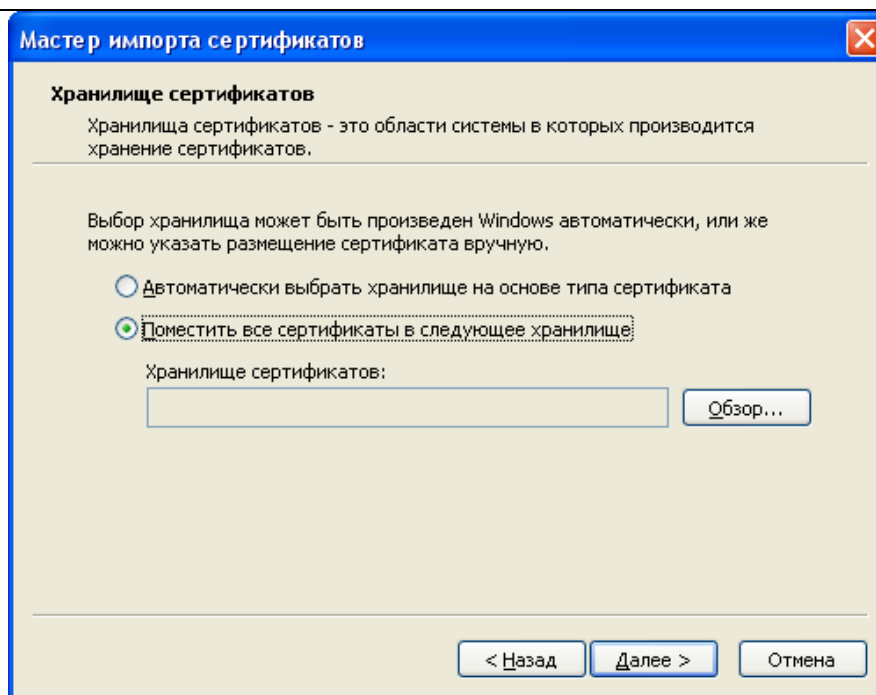 Мастер импорта сертификатов
Хранилище сертификатов
Хранилища сертификатов - это области системы в которых производится
хранение сертификатов.
Выбор хранилища может быть произведен Windows автоматически, или же
можно указать размещение сертификата вручную.
Автоматически выбрать хранилище на основе типа сертификата
Поместить все сертификаты в следующее хранилище
Хранилище сертификатов:
Обзор...
< Назад Далее > Отмена